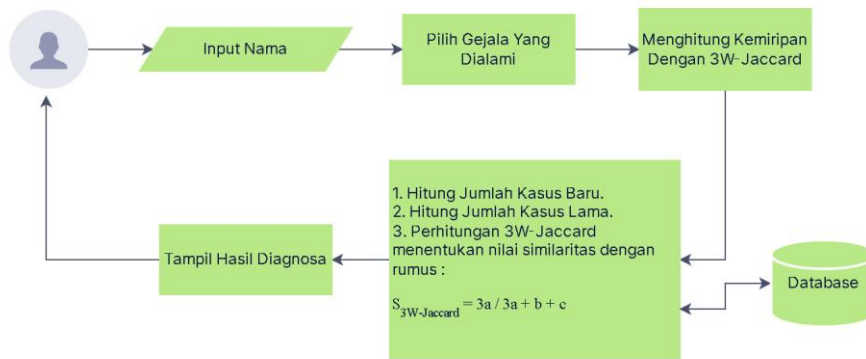 Input Nama
Pilih Gejala Yang
Dialami
Menghitung Kemiripan
Dengan 3W-Jaccard
1. Hitung Jumlah Kasus Baru.
2. Hitung Jumlah Kasus Lama.
3. Perhitungan 3W-Jaccard
menentukan nilai similaritas dengan
rumus :
S3W-Jaccard = 3a / 3a + b + c
Tampil Hasil Diagnosa
Database